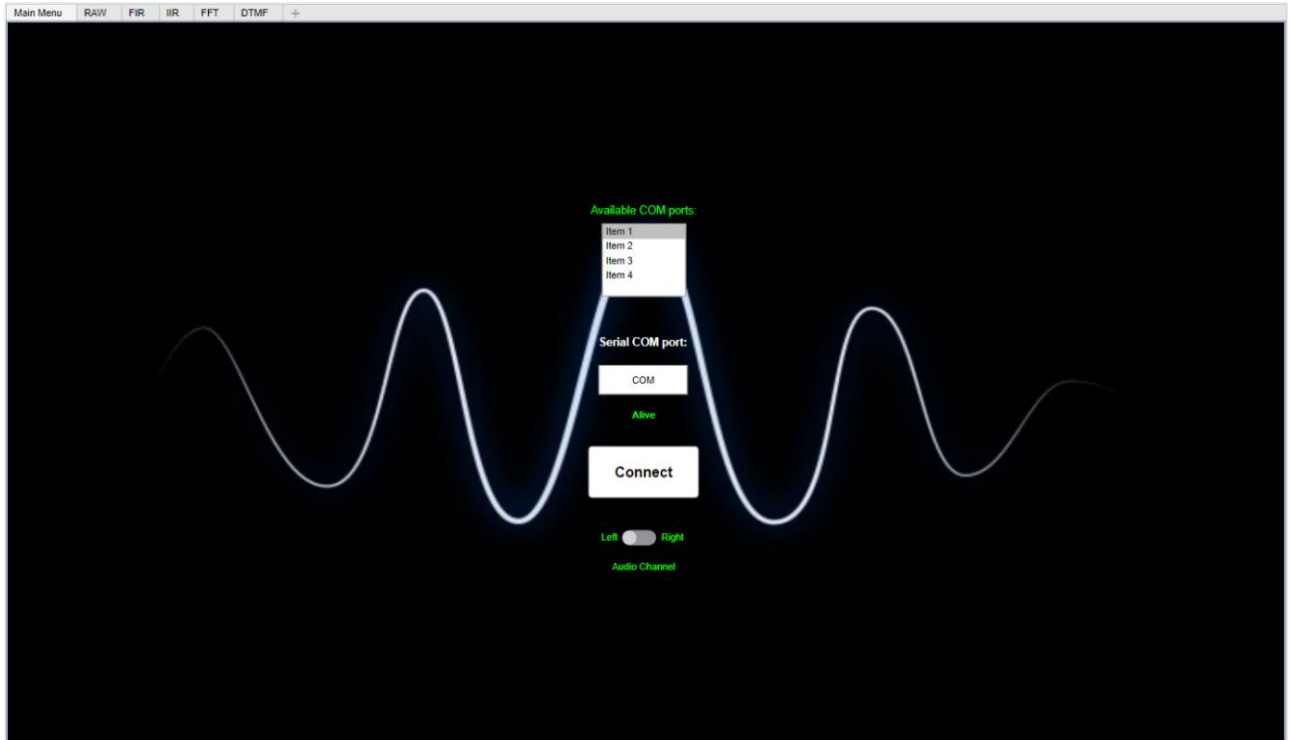 Main Menu RAW FIR IIR FFT DTMF +
Available COM ports:
Item 1
Item 2
Item 3
Item 4
Serial COM port:
COM
Alive
Connect
Left Right
Audio Channel